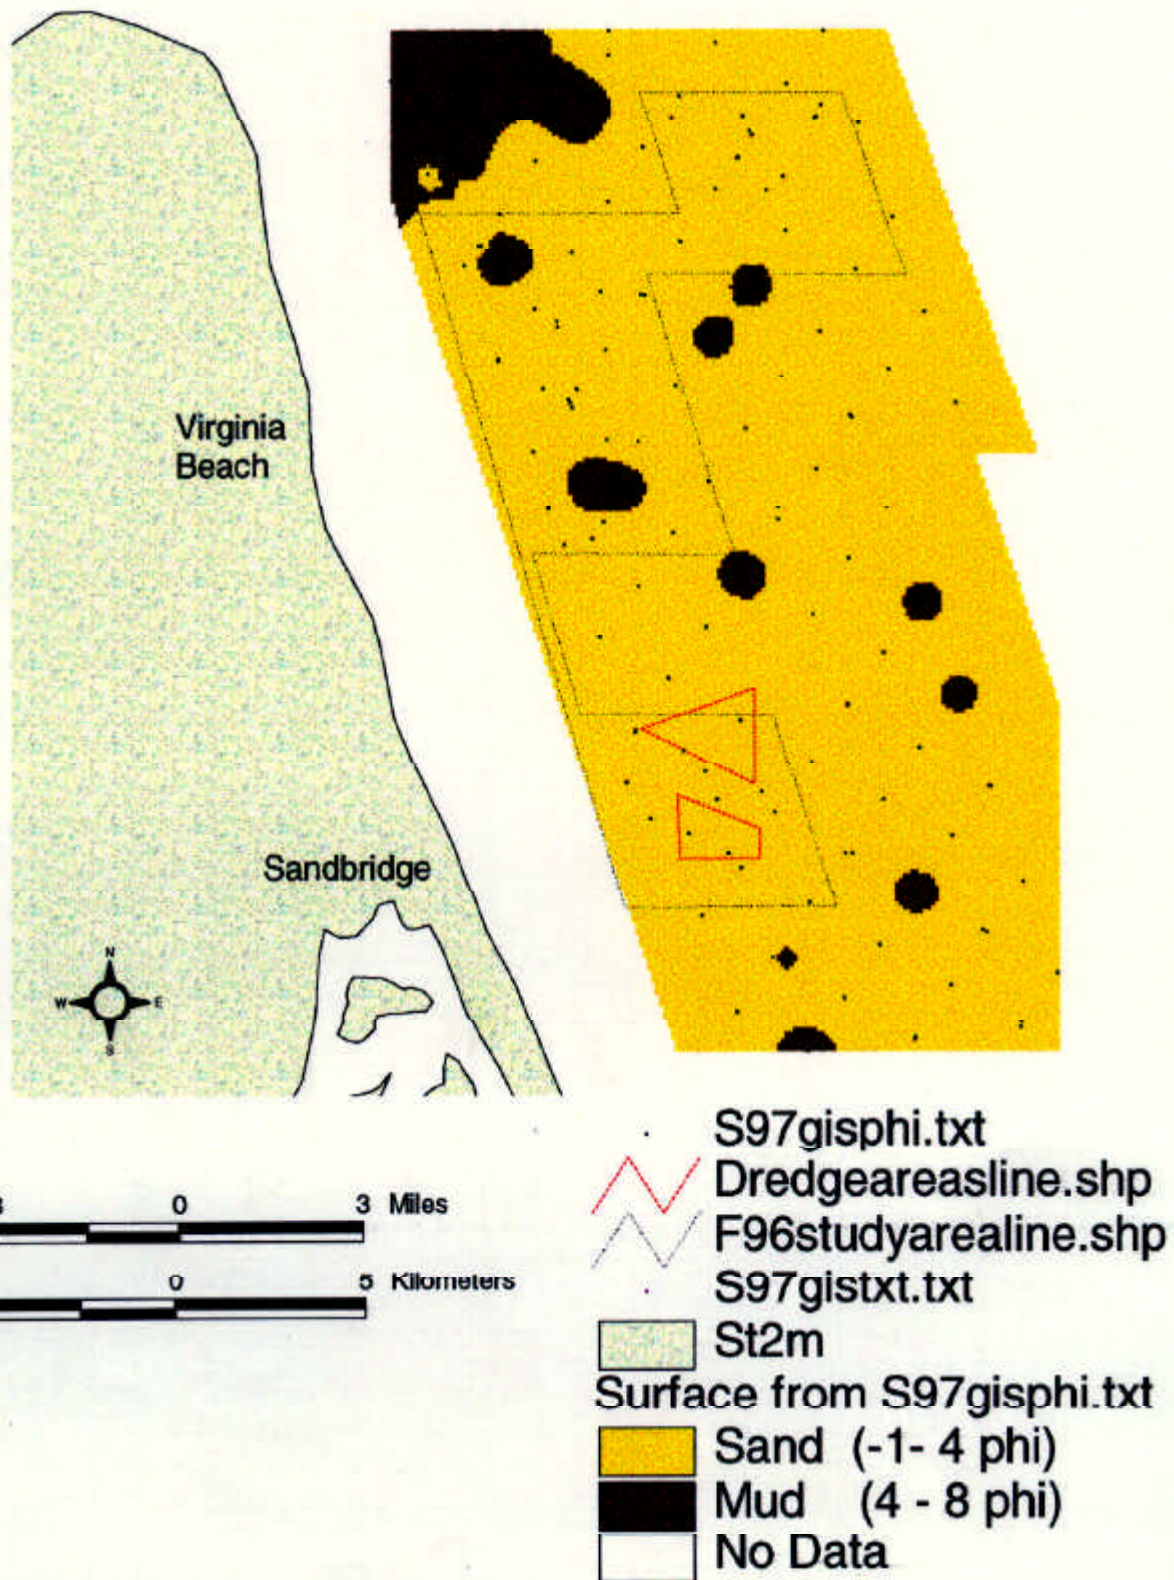 Virginia
Beach
Sandbridge
N
W E
S
3 0 3 Miles
0 5 Kilometers
S97gisphi.txt
Dredgeareasline.shp
F96studyarealine.shp
S97gistxt.txt
St2m
Surface from S97gisphi.txt
Sand (-1- 4 phi)
Mud (4 - 8 phi)
No Data